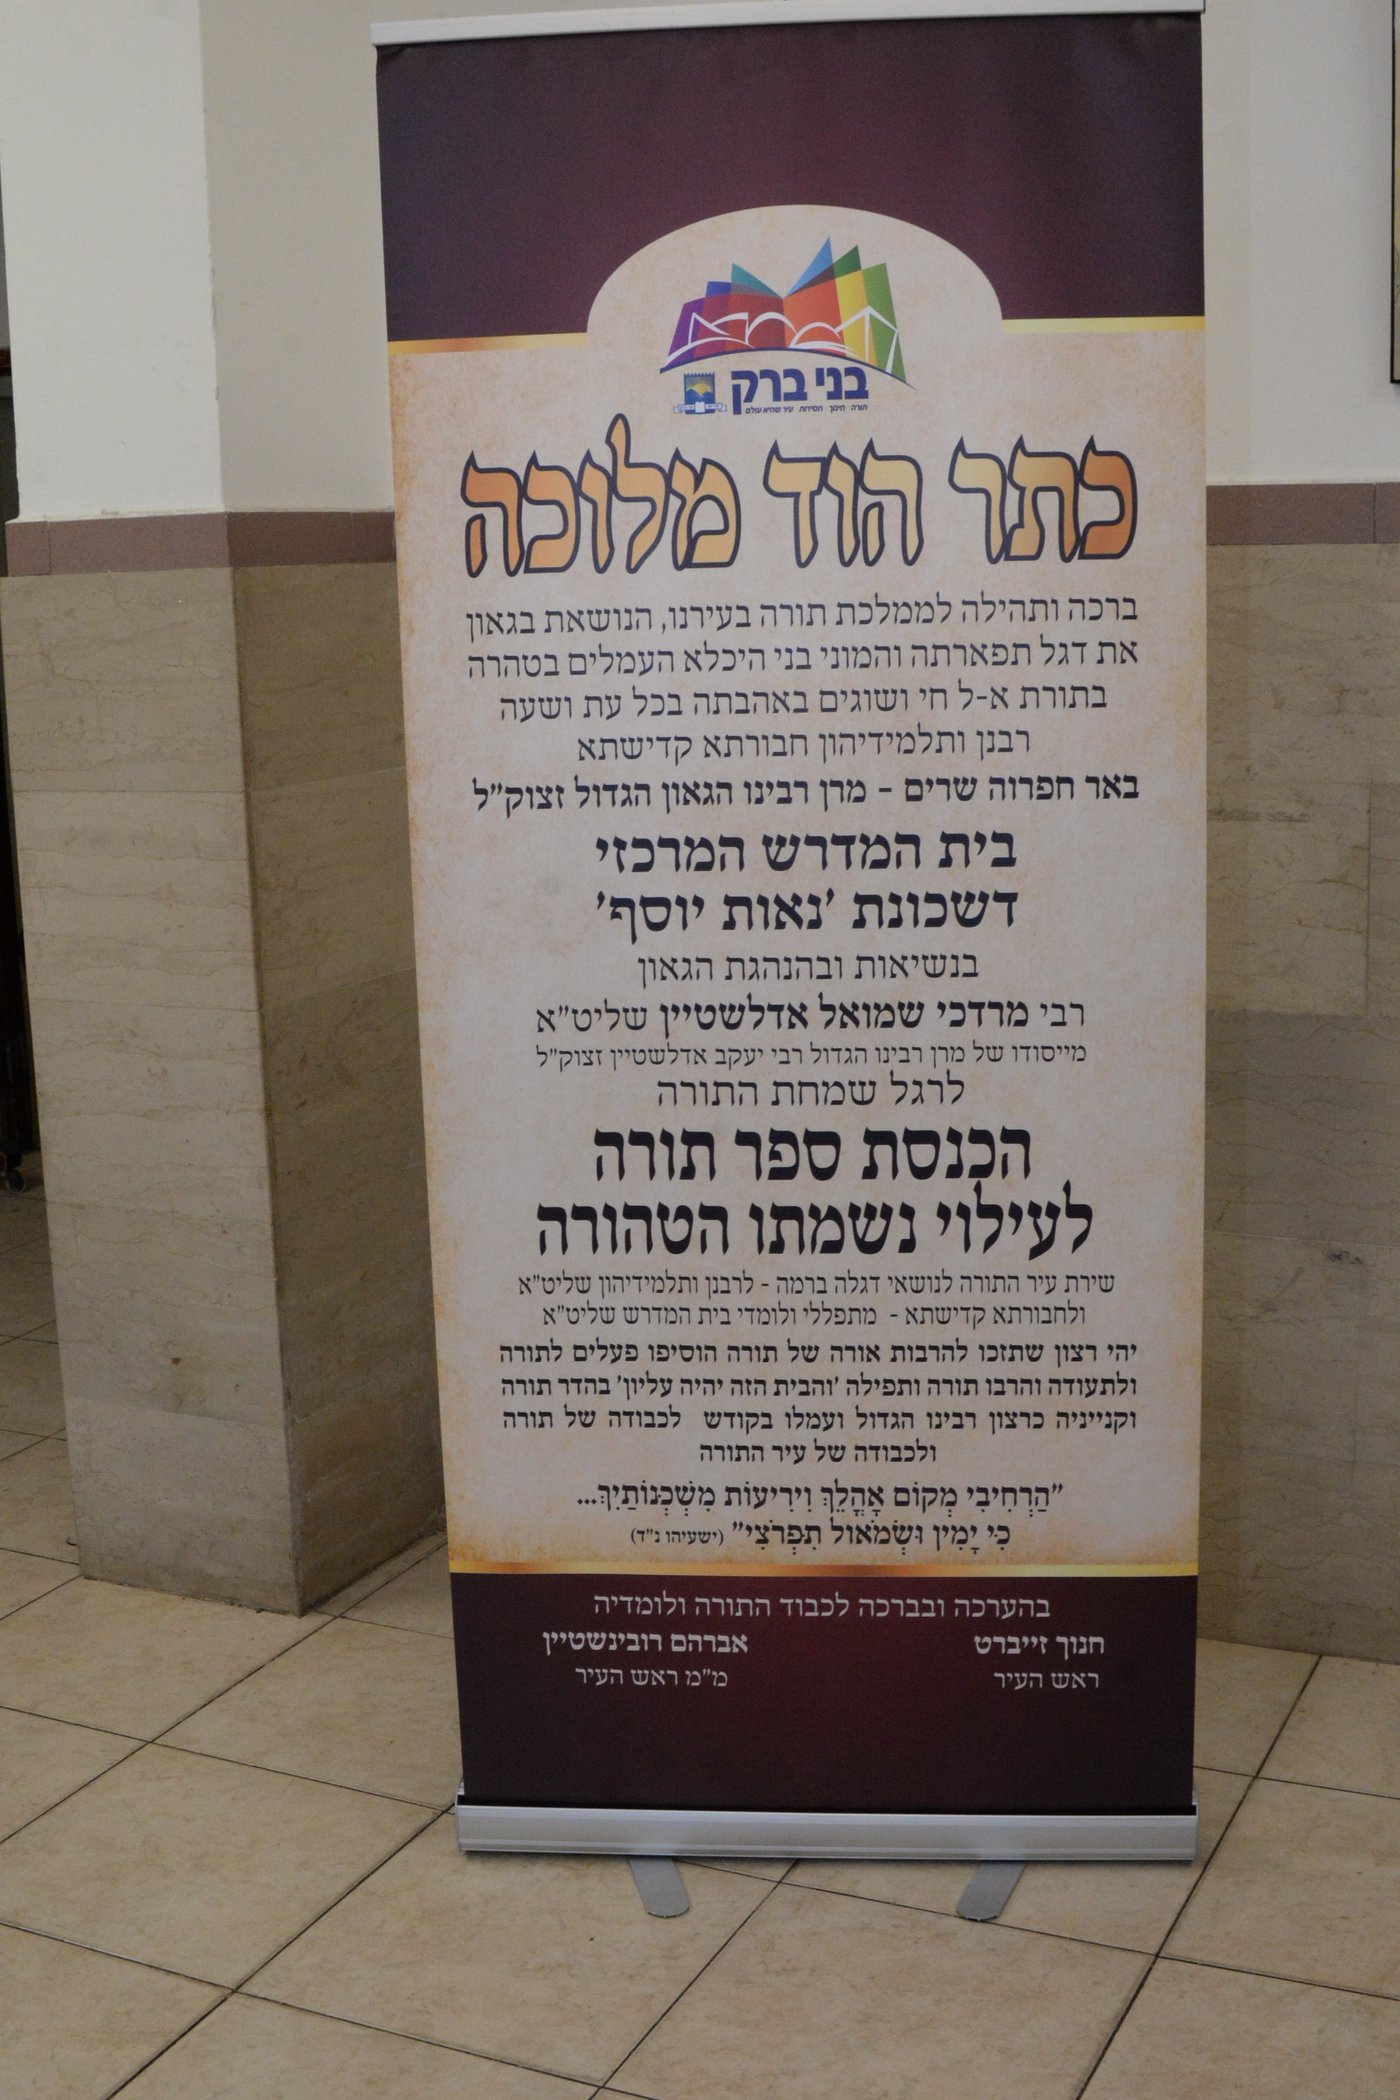 בני ברק
תורה חינוך חסידות עיר שהיא עולם
כתר הוד מלוכה
ברכה ותהילה לממלכת תורה בעירנו, הנושאת בגאון
את דגל תפארתה והמוני בני היכלא העמלים בטהרה
בתורת א-ל חי ושוגים באהבתה בכל עת ושעה
רבנן ותלמידיהון חבורתא קדישתא
באר חפרוה שרים - מרן רבינו הגאון הגדול זצוק"ל
בית המדרש המרכזי
דשכונת 'נאות יוסף'
בנשיאות ובהנהגת הגאון
רבי מרדכי שמואל אדלשטיין שליט"א
מייסודו של מרן רבינו הגדול רבי יעקב אדלשטיין זצוק"ל
לרגל שמחת התורה
הכנסת ספר תורה
לעילוי נשמתו הטהורה
שירת עיר התורה לנושאי דגלה ברמה - לרבנן ותלמידיהון שליט"א
ולחבורתא קדישתא - מתפללי ולומדי בית המדרש שליט"א
יהי רצון שתזכו להרבות אורה של תורה הוסיפו פעלים לתורה
ולתעודה והרבו תורה ותפילה 'והבית הזה יהיה עליון' בהדר תורה
וקנייניה כרצון רבינו הגדול ועמלו בקודש לכבודה של תורה
ולכבודה של עיר התורה
"הַרְחִיבִי מְקוֹם אָהֳלֵךְ וִירִיעוֹת מִשְׁכְּנוֹתַיִךְ...
כִּי יָמִין וּשְׂמֹאול תִּפְרֹצִי" (ישעיהו נ"ד)
בהערכה ובברכה לכבוד התורה ולומדיה
חנוך זייברט אברהם רובינשטיין
ראש העיר מ"מ ראש העיר